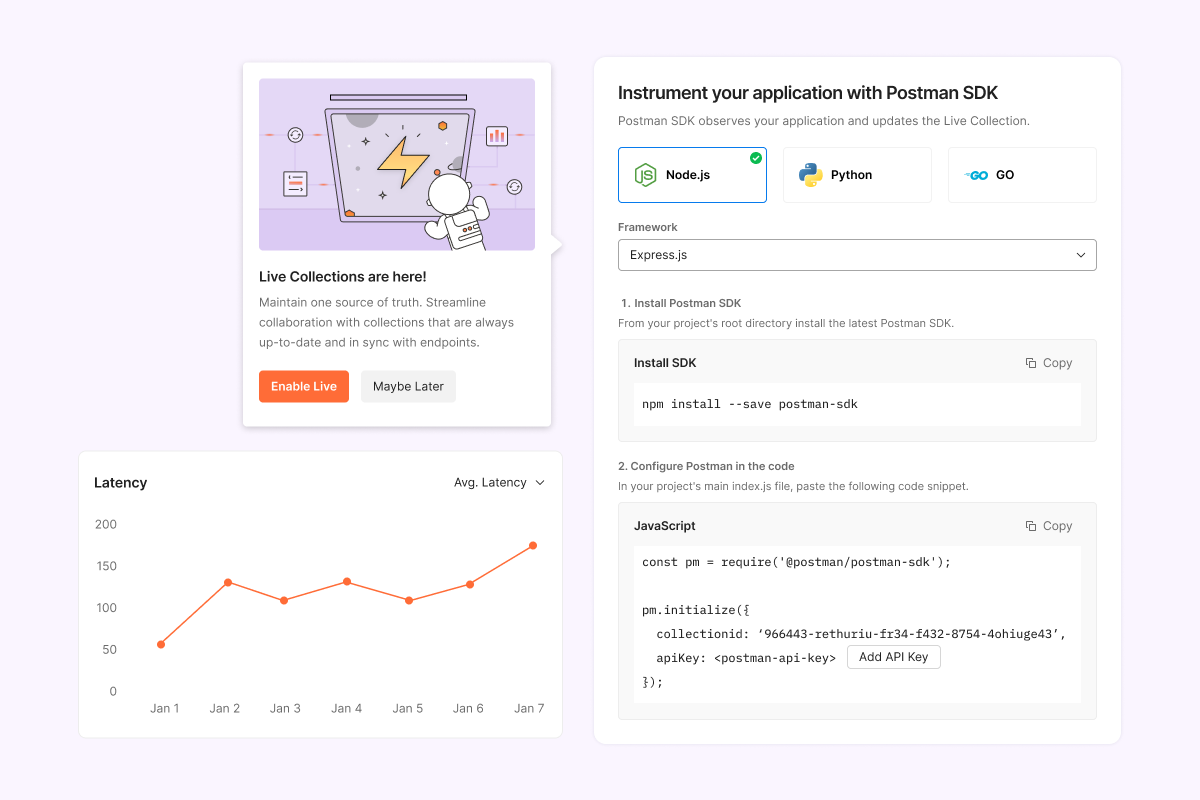 Live Collections are here!
Maintain one source of truth. Streamline
collaboration with collections that are always
up-to-date and in sync with endpoints.
Enable Live
Maybe Later
Latency
Avg. Latency
200
150
100
50
0
Jan 1
Jan 2
Jan 3
Jan 4
Jan 5
Jan 6
Jan 7
Instrument your application with Postman SDK
Postman SDK observes your application and updates the Live Collection.
JS
Node.js
Python
GO
GO
Framework
Express.js
1. Install Postman SDK
From your project's root directory install the latest Postman SDK.
Install SDK
Copy
npm install --save postman-sdk
2. Configure Postman in the code
In your project's main index.js file, paste the following code snippet.
JavaScript
Copy
const pm = require('@postman/postman-sdk');
pm.initialize({
collectionid: ’966443-rethuriu-fr34-f432-8754-4ohiuge43’,
apiKey: <postman-api-key>
Add API Key
});